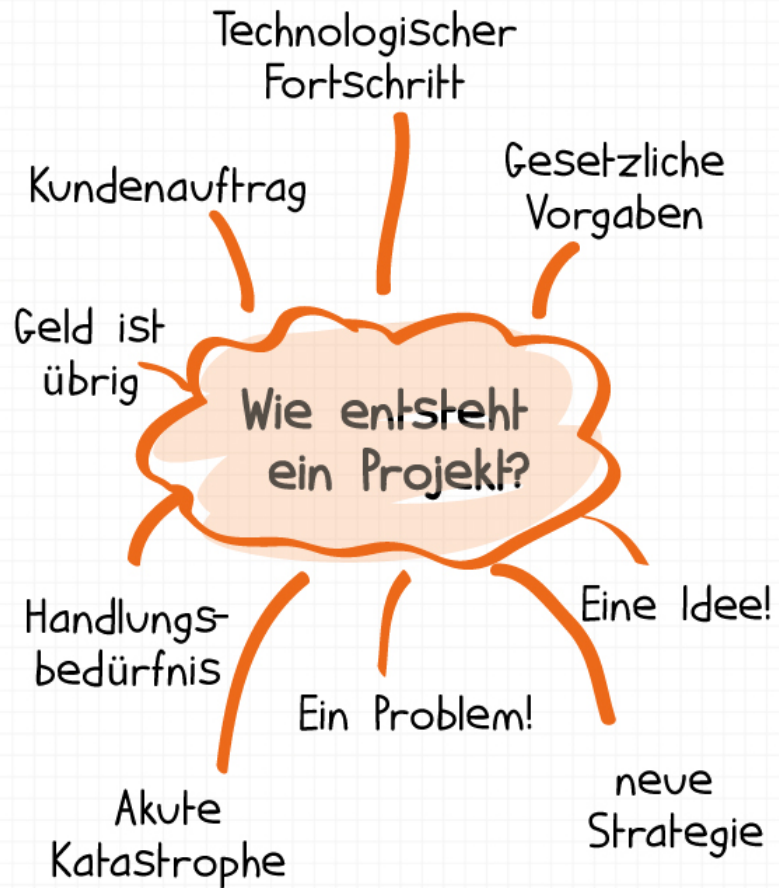 Technologischer
Fortschritt
Gesetzliche
Vorgaben
Kundenauftrag
Geld ist
übrig
Wie entsteht
ein Projekt?
Eine Idee!
Handlungs-
bedürfnis
Ein Problem!
neue
Strategie
Akute
Katastrophe